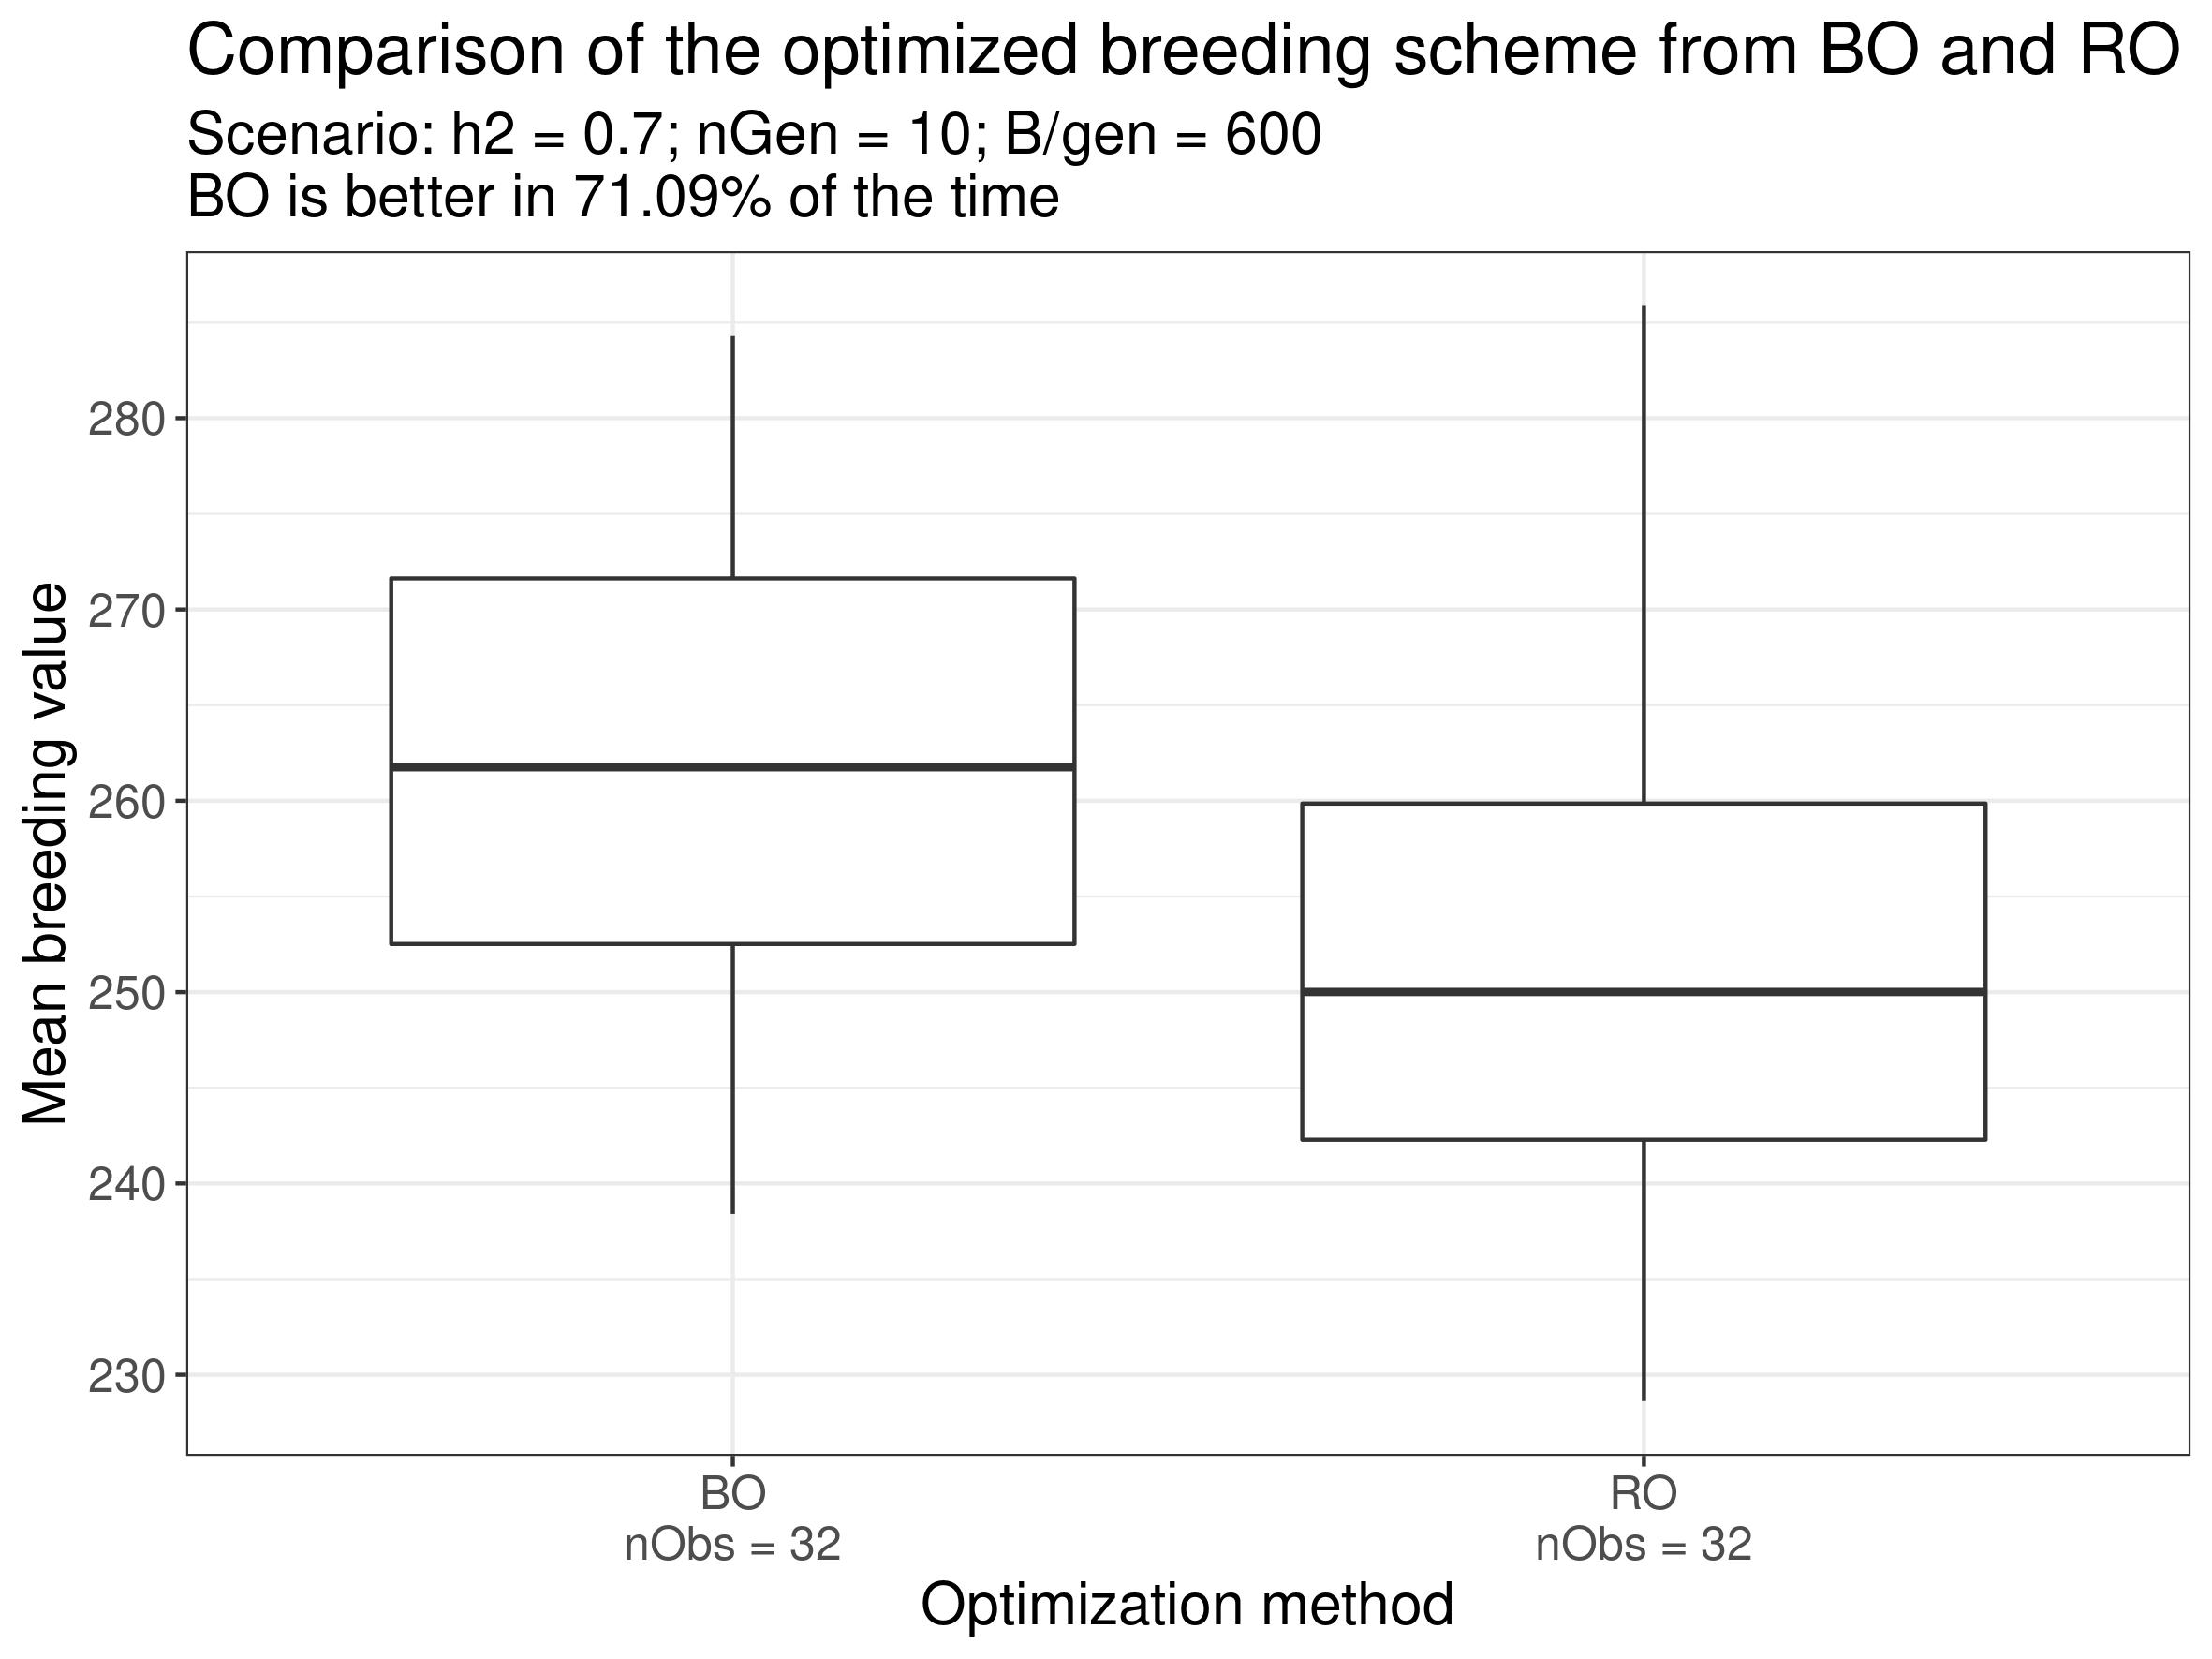 Comparison of the optimized breeding scheme from BO and RO
Scenario: h2 = 0.7; nGen = 10; B/gen = 600
BO is better in 71.09% of the time
Mean breeding value
280
270
260
250
240
230
BO
nObs = 32
RO
nObs = 32
Optimization method